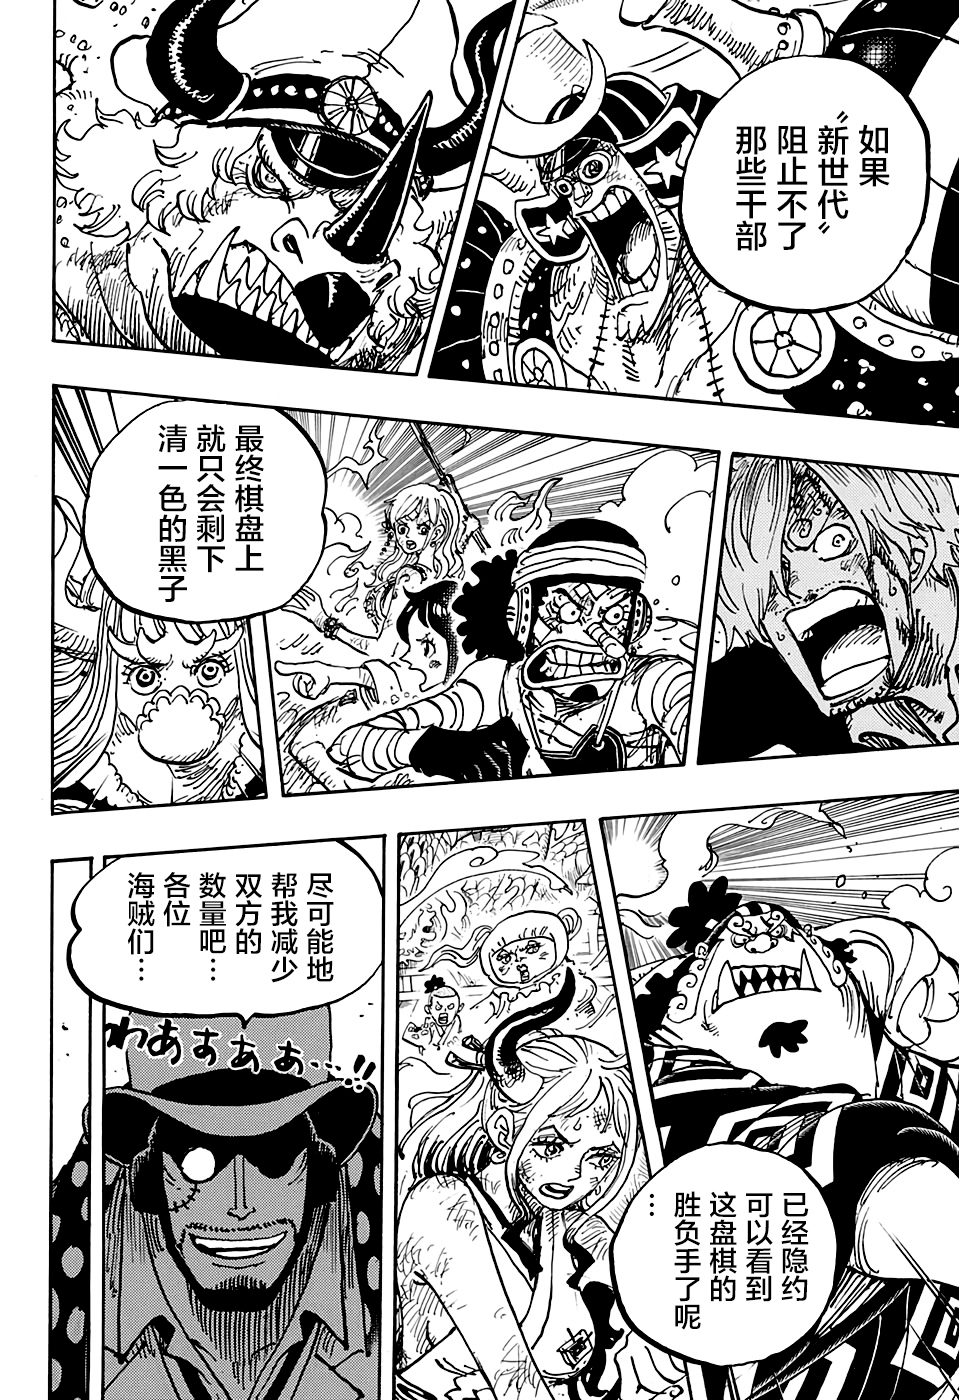 如果
“新世代”
阻止不了
那些干部
最终棋盘上
就只会剩下
清一色的黑子
已经隐约
可以看到
这盘棋的
胜负手了呢
…
尽可能地
帮我减少
双方的
数量吧…
各位
海贼们…
わあすああ…!!